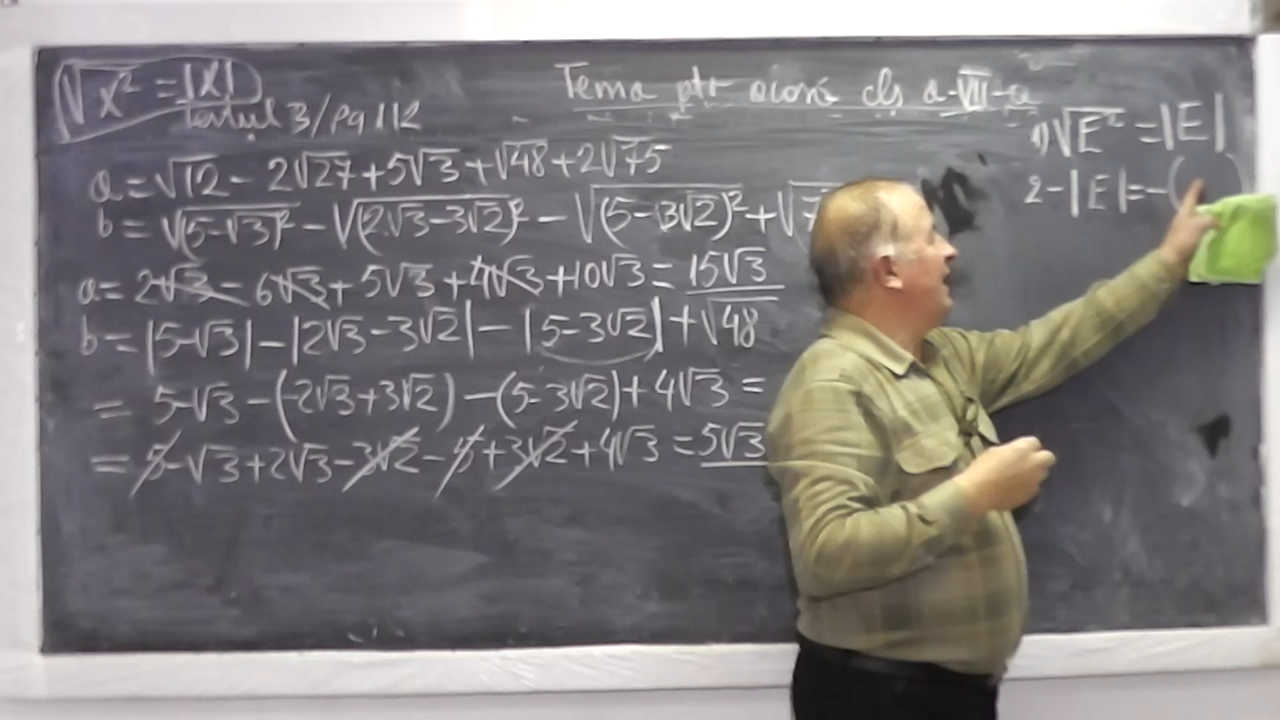 √x² = |x|
Testul 3/Pg 112
Tema ptr cls a-VII-a
1) √E² = |E|
2 - |E| = -( )
a = √12 - 2√27 + 5√3 + √48 + 2√75
b = √(5-√3)² - √(2√3-3√2)² - √(5-3√2)² + √
a = 2√3 - 6√3 + 5√3 + 4√3 + 10√3 = 15√3
b = |5-√3| - |2√3-3√2| - |5-3√2| + √48
= 5-√3 - (-2√3+3√2) - (5-3√2) + 4√3 =
= 5-√3+2√3-3√2-5+3√2+4√3 = 5√3